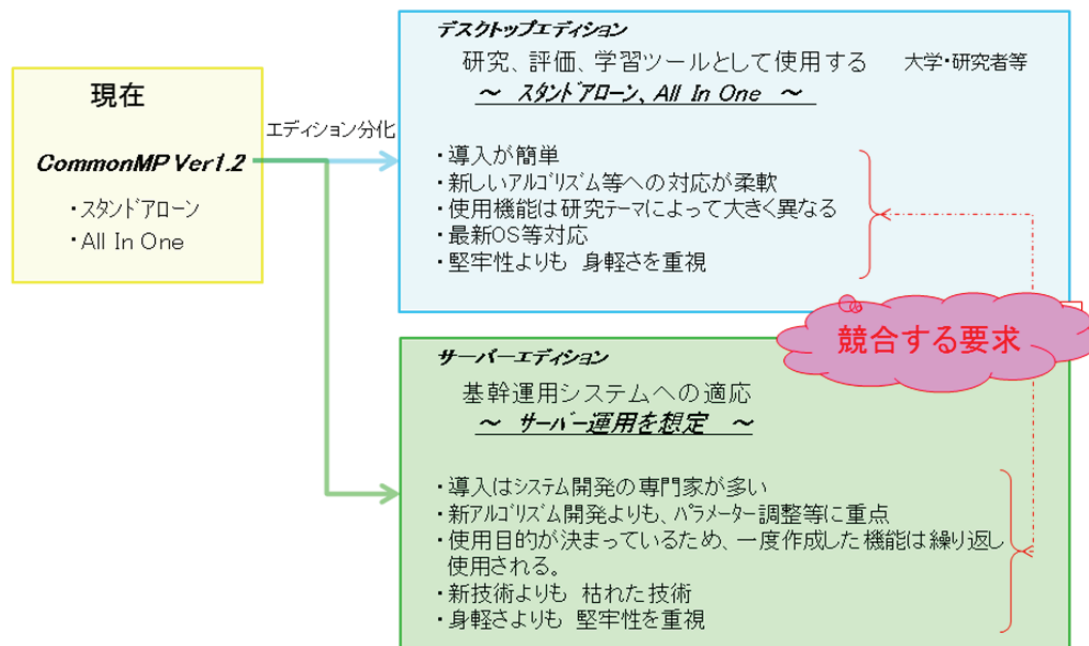 現在
CommonMP Ver1.2
・スタンドアローン
・All In One
エディション分化
デスクトップエディション
研究、評価、学習ツールとして使用する 大学・研究者等
~ スタンドアローン、All In One ~
・導入が簡単
・新しいアルゴリズム等への対応が柔軟
・使用機能は研究テーマによって大きく異なる
・最新OS等対応
・堅牢性よりも 身軽さを重視
競合する要求
サーバーエディション
基幹運用システムへの適応
~ サーバー運用を想定 ~
・導入はシステム開発の専門家が多い
・新アルゴリズム開発よりも、パラメーター調整等に重点
・使用目的が決まっているため、一度作成した機能は繰り返し
使用される。
・新技術よりも 枯れた技術
・身軽さよりも 堅牢性を重視